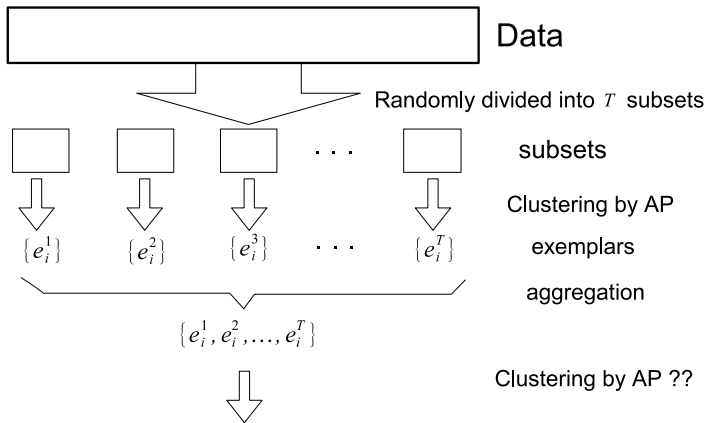 Data
Randomly divided into T subsets
. . .
subsets
Clustering by AP
{e_i^1} {e_i^2} {e_i^3} . . . {e_i^T} exemplars
aggregation
{e_i^1, e_i^2, ..., e_i^T}
Clustering by AP ??